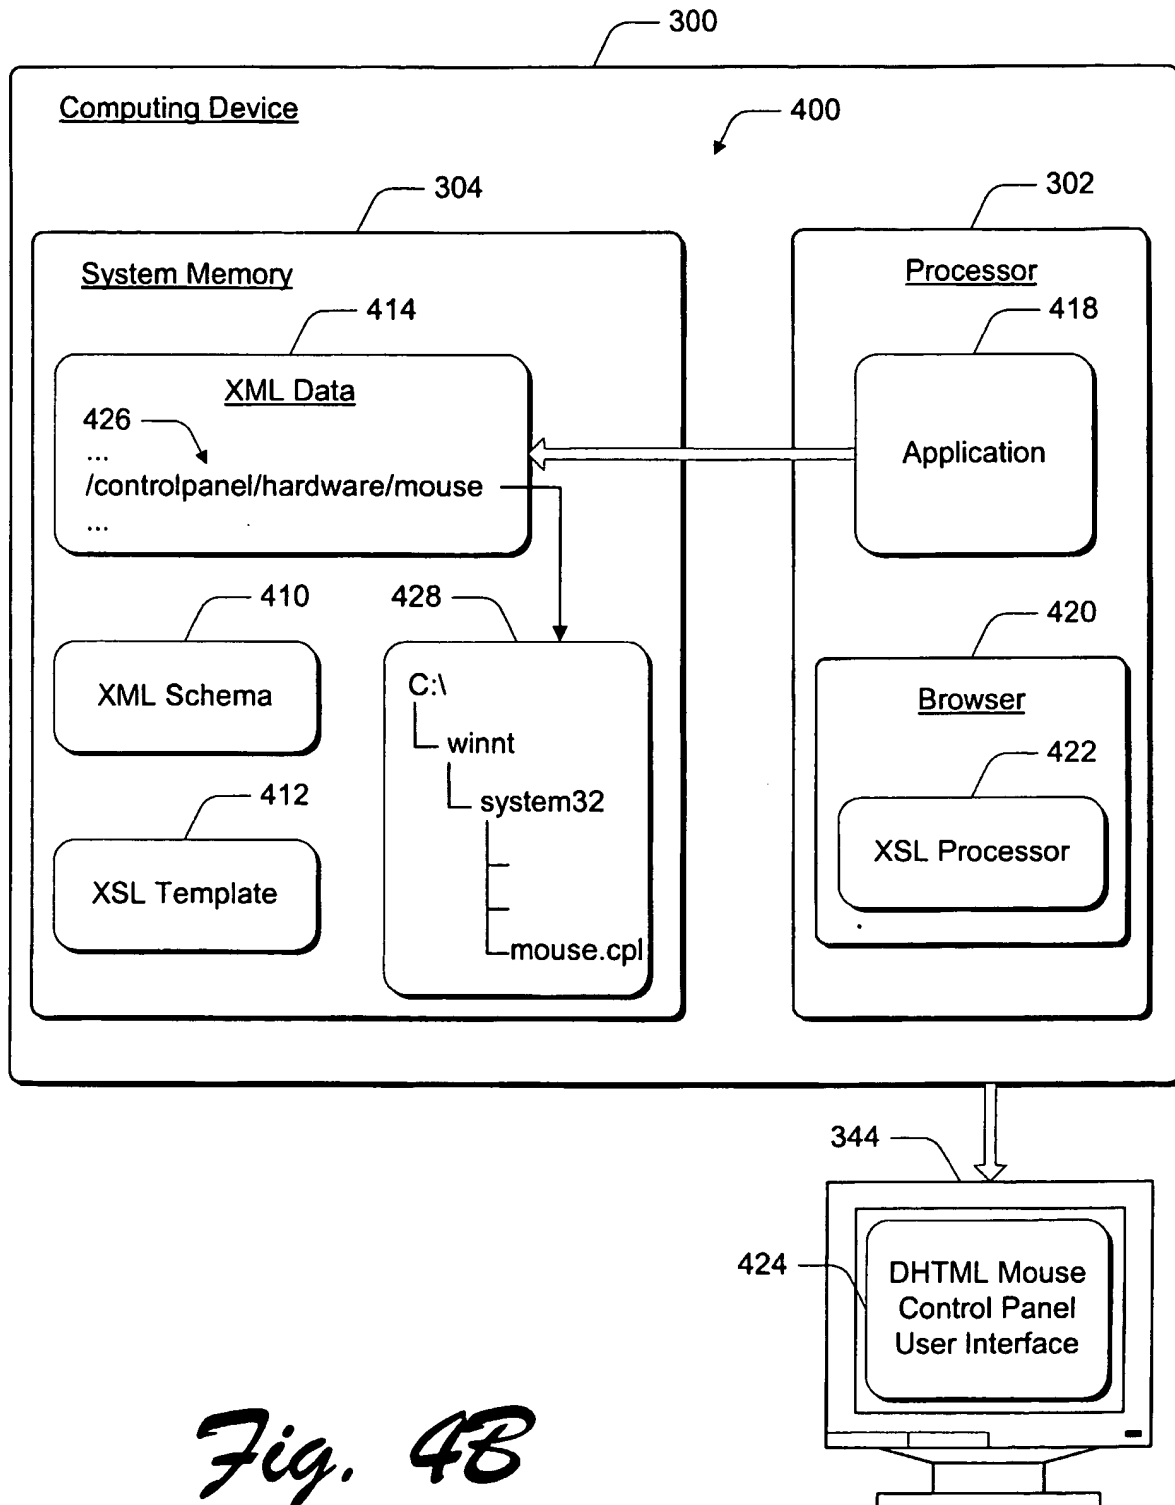 300
Computing Device
400
304
302
System Memory
Processor
414
418
XML Data
426
...
/controlpanel/hardware/mouse
...
Application
410
428
420
XML Schema
C:\
winnt
system32
mouse.cpl
Browser
422
XSL Processor
412
XSL Template
344
424
DHTML Mouse
Control Panel
User Interface
Fig. 4B